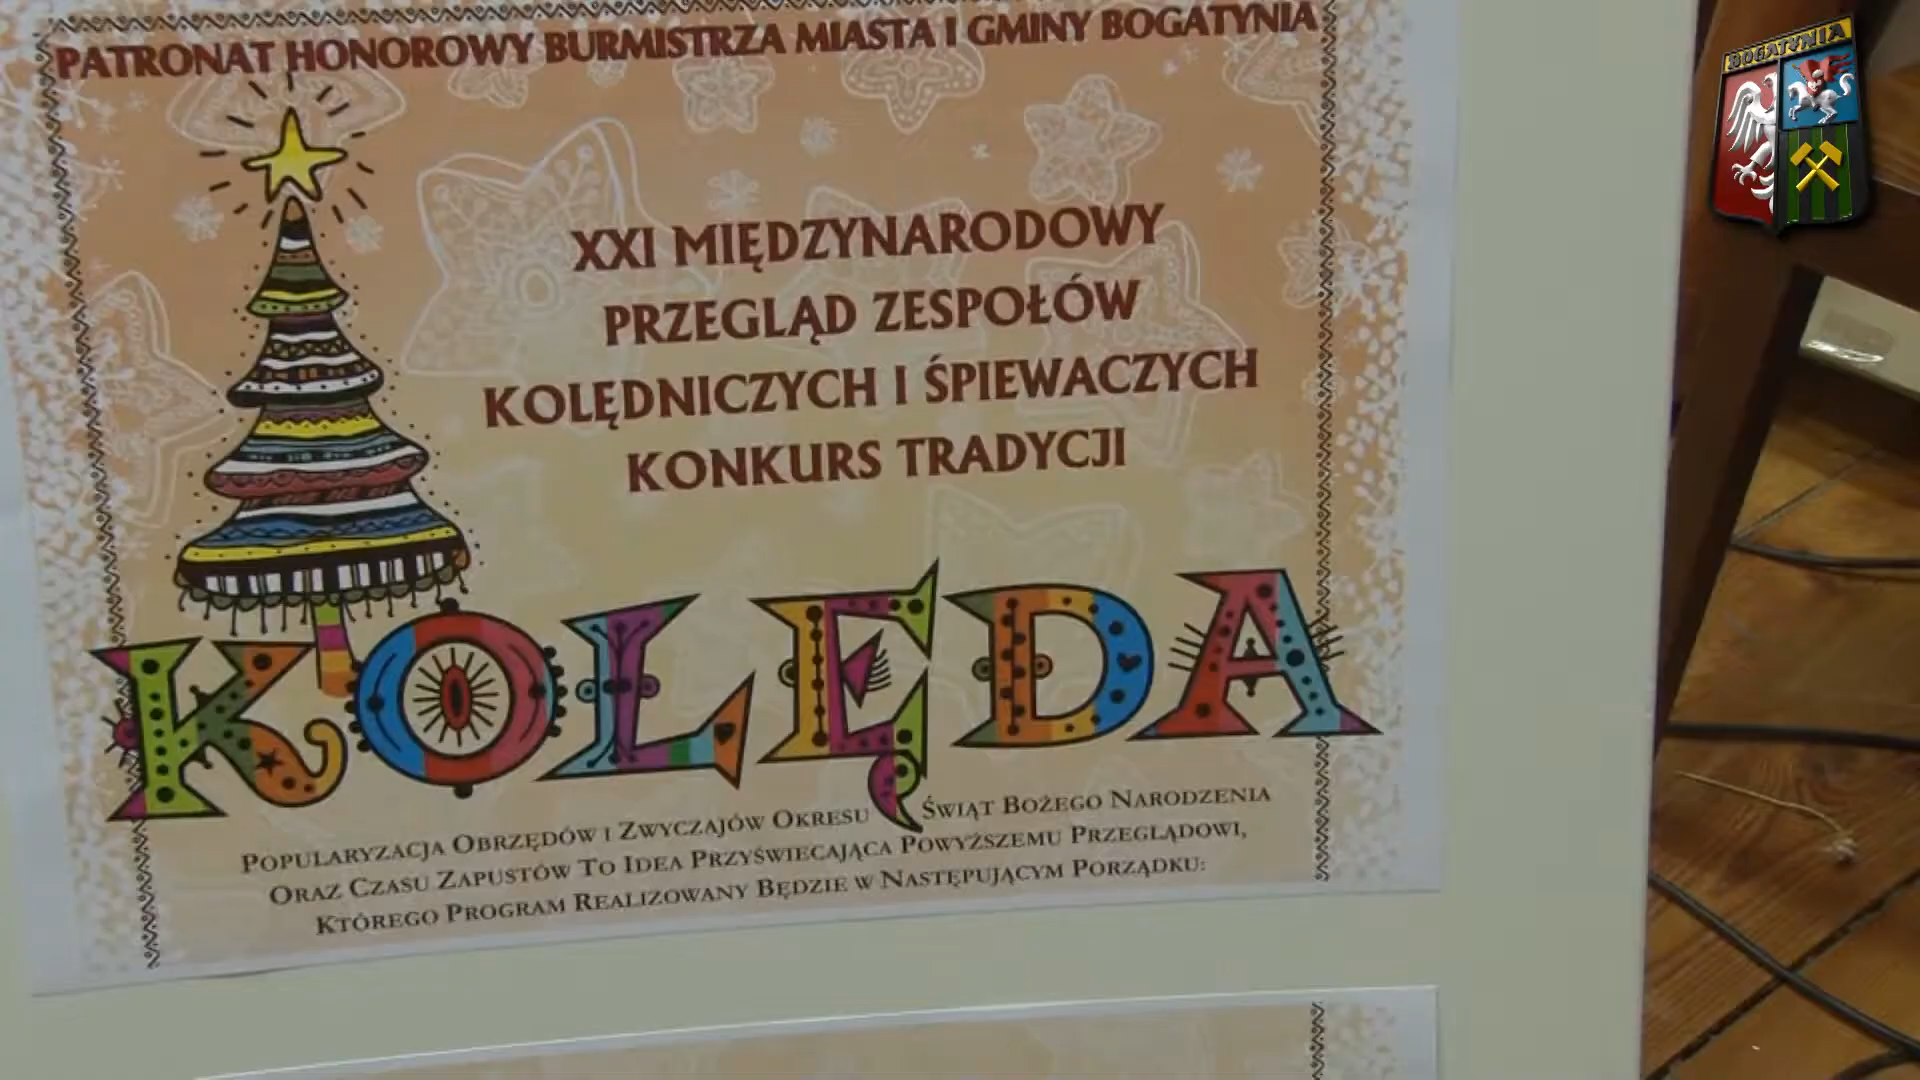 PATRONAT HONOROWY BURMISTRZA MIASTA I GMINY BOGATYNIA
BOGATYNIA
XXI MIĘDZYNARODOWY
PRZEGLĄD ZESPOŁÓW
KOLĘDNICZYCH I ŚPIEWACZYCH
KONKURS TRADYCJI
KOLĘDA
POPULARYZACJA OBRZĘDÓW I ZWYCZAJÓW OKRESU ŚWIĄT BOŻEGO NARODZENIA
ORAZ CZASU ZAPUSTÓW TO IDEA PRZYŚWIECAJĄCA POWYŻSZEMU PRZEGLĄDOWI,
KTÓREGO PROGRAM REALIZOWANY BĘDZIE W NASTĘPUJĄCYM PORZĄDKU: